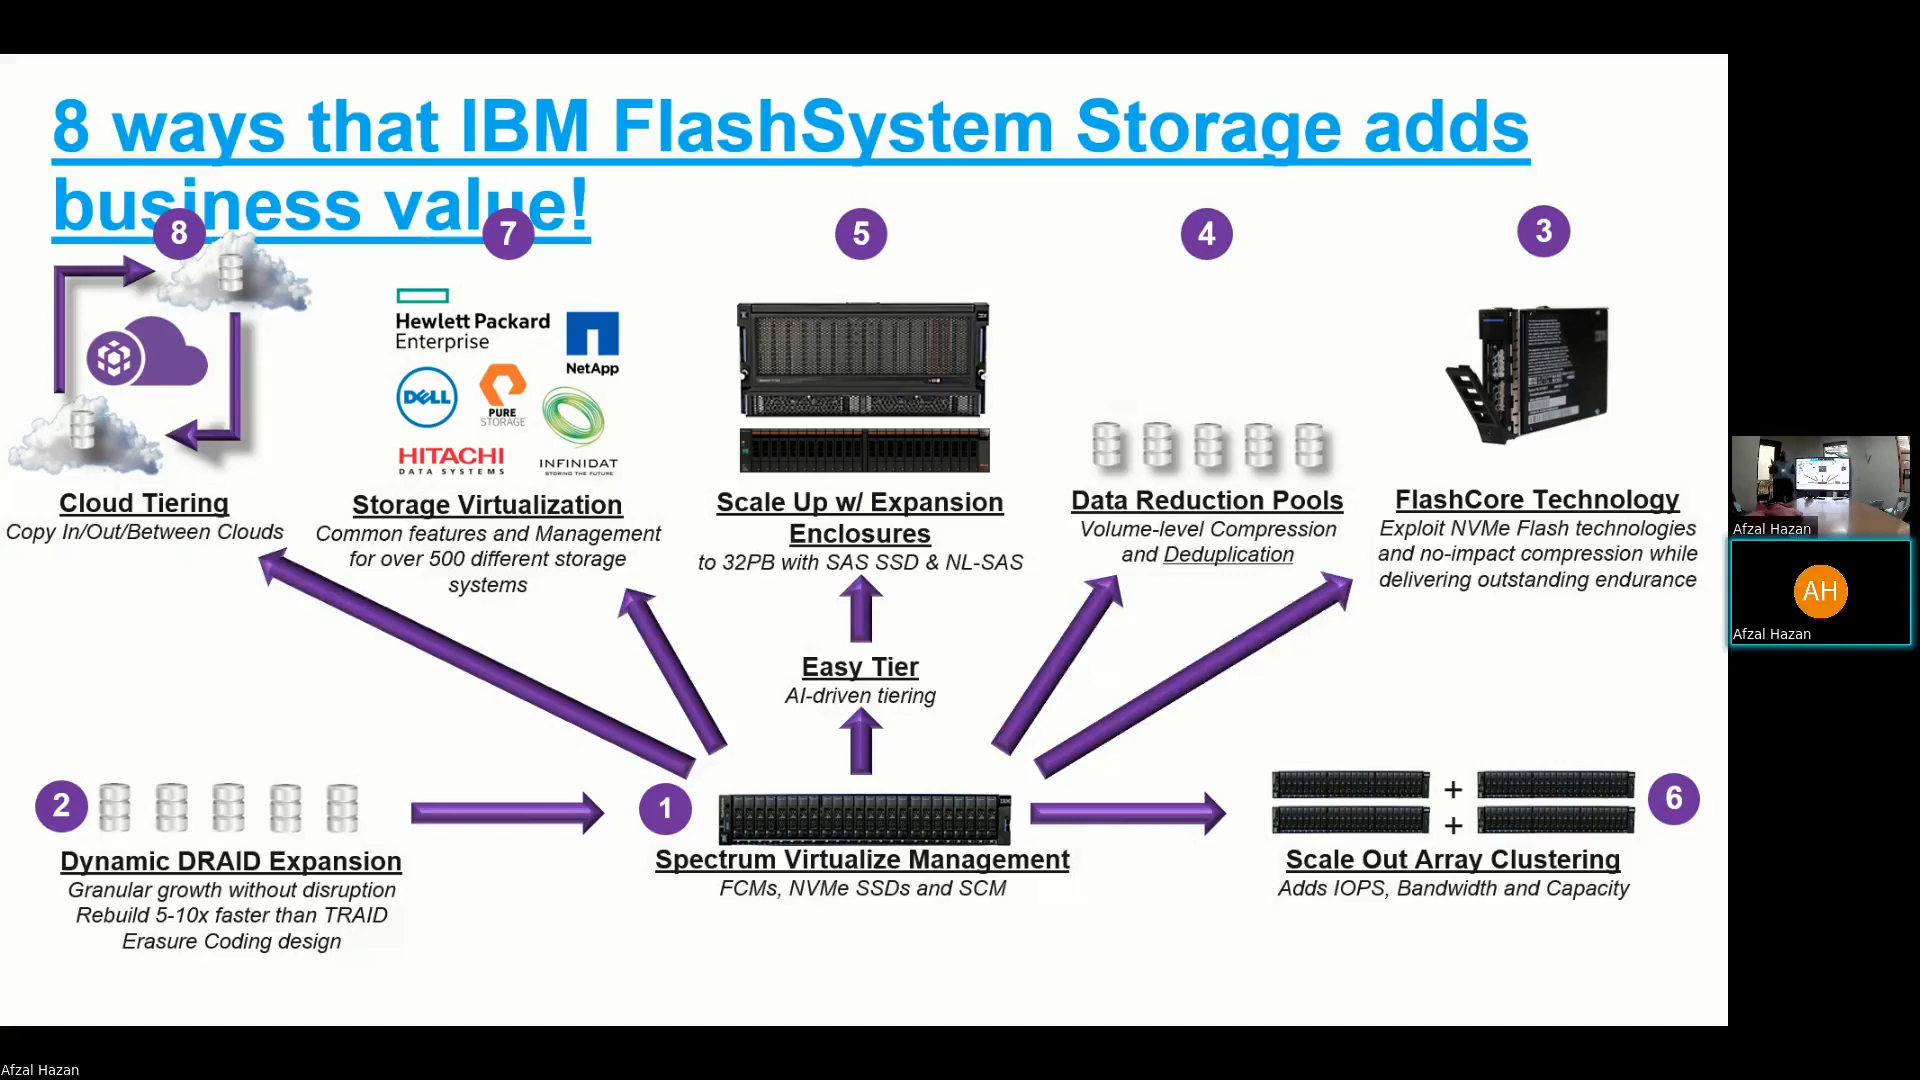 8 ways that IBM FlashSystem Storage adds
business value!
8
7
5
4
3
Hewlett Packard
Enterprise
NetApp
DELL
PURE
STORAGE
HITACHI
DATA SYSTEMS
INFINIDAT
STORING THE FUTURE
Cloud Tiering
Copy In/Out/Between Clouds
Storage Virtualization
Common features and Management
for over 500 different storage
systems
Scale Up w/ Expansion
Enclosures
to 32PB with SAS SSD & NL-SAS
Data Reduction Pools
Volume-level Compression
and Deduplication
FlashCore Technology
Exploit NVMe Flash technologies
and no-impact compression while
delivering outstanding endurance
Easy Tier
AI-driven tiering
2
Dynamic DRAID Expansion
Granular growth without disruption
Rebuild 5-10x faster than TRAID
Erasure Coding design
1
Spectrum Virtualize Management
FCMs, NVMe SSDs and SCM
+
+
6
Scale Out Array Clustering
Adds IOPS, Bandwidth and Capacity
Afzal Hazan
AH
Afzal Hazan
Afzal Hazan